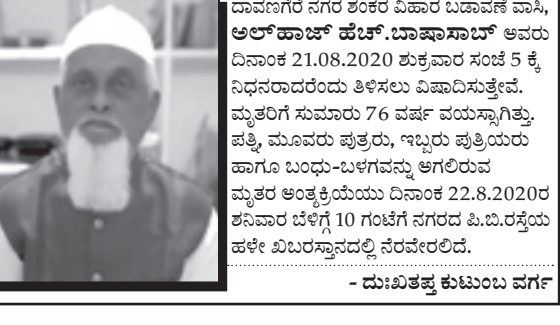 ದಾವಣಗೆರೆ ನಗರ ಶಂಕರ ವಿಹಾರ ಬಡಾವಣೆ ವಾಸಿ,
ಅಲ್‌ಹಾಜ್ ಹೆಚ್.ಬಾಷಾಸಾಬ್ ಅವರು
ದಿನಾಂಕ 21.08.2020 ಶುಕ್ರವಾರ ಸಂಜೆ 5 ಕ್ಕೆ
ನಿಧನರಾದರೆಂದು ತಿಳಿಸಲು ವಿಷಾದಿಸುತ್ತೇವೆ.
ಮೃತರಿಗೆ ಸುಮಾರು 76 ವರ್ಷ ವಯಸ್ಸಾಗಿತ್ತು.
ಪತ್ನಿ, ಮೂವರು ಪುತ್ರರು, ಇಬ್ಬರು ಪುತ್ರಿಯರು
ಹಾಗೂ ಬಂಧು-ಬಳಗವನ್ನು ಅಗಲಿರುವ
ಮೃತರ ಅಂತ್ಯಕ್ರಿಯೆಯು ದಿನಾಂಕ 22.8.2020ರ
ಶನಿವಾರ ಬೆಳಿಗ್ಗೆ 10 ಗಂಟೆಗೆ ನಗರದ ಪಿ.ಬಿ.ರಸ್ತೆಯ
ಹಳೇ ಖಬರಸ್ತಾನದಲ್ಲಿ ನೆರವೇರಲಿದೆ.
- ದುಃಖತಪ್ತ ಕುಟುಂಬ ವರ್ಗ